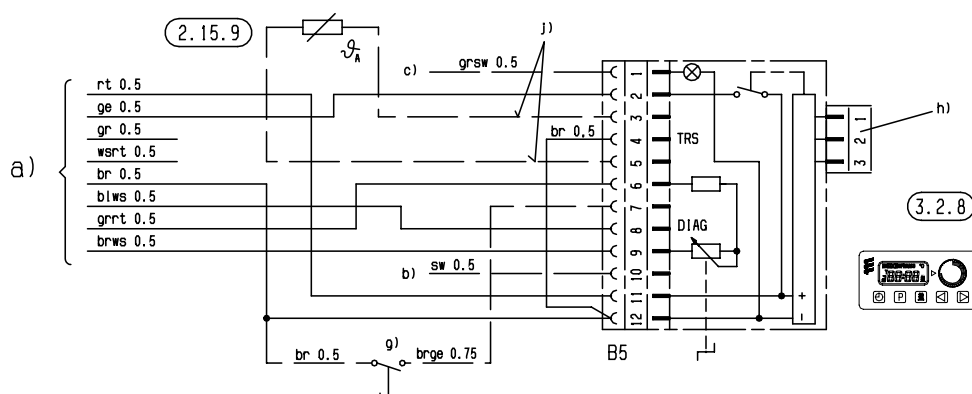 2.15.9
ϑA
j)
c) grsw 0.5
a)
rt 0.5
ge 0.5
gr 0.5
wsrt 0.5
br 0.5
blws 0.5
grrt 0.5
brws 0.5
br 0.5
b) sw 0.5
g)
br 0.5
brge 0.75
1
2
3
4
5
6
7
8
9
10
11
12
B5
TRS
DIAG
+
-
1
2
3
h)
3.2.8
P